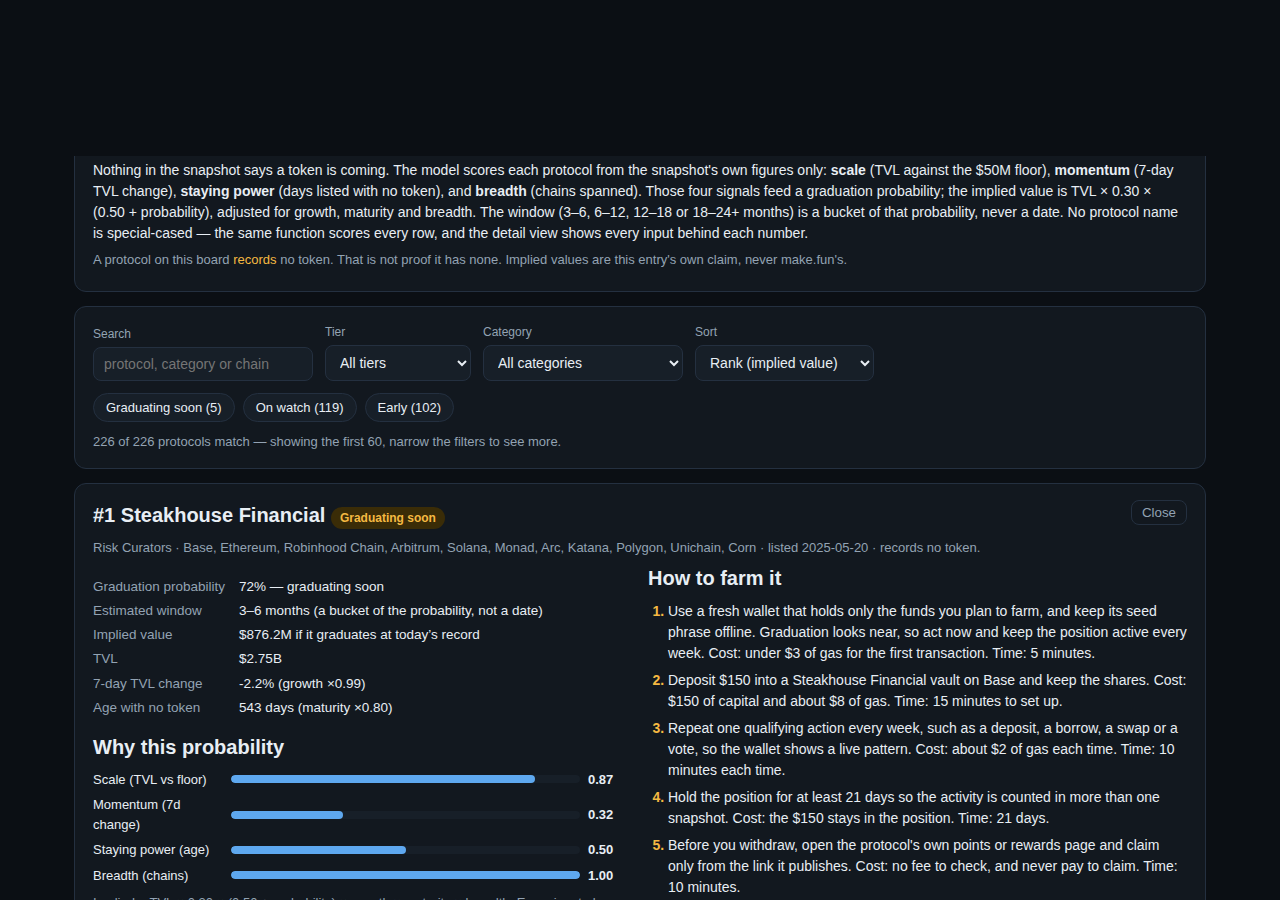 Nothing in the snapshot says a token is coming. The model scores each protocol from the snapshot's own figures only: scale (TVL against the $50M floor), momentum (7-day
TVL change), staying power (days listed with no token), and breadth (chains spanned). Those four signals feed a graduation probability; the implied value is TVL × 0.30 ×
(0.50 + probability), adjusted for growth, maturity and breadth. The window (3–6, 6–12, 12–18 or 18–24+ months) is a bucket of that probability, never a date. No protocol name
is special-cased — the same function scores every row, and the detail view shows every input behind each number.
A protocol on this board records no token. That is not proof it has none. Implied values are this entry's own claim, never make.fun's.
Search
Tier
Category
Sort
protocol, category or chain
All tiers
All categories
Rank (implied value)
Graduating soon (5)
On watch (119)
Early (102)
226 of 226 protocols match — showing the first 60, narrow the filters to see more.
#1 Steakhouse Financial Graduating soon
Close
Risk Curators · Base, Ethereum, Robinhood Chain, Arbitrum, Solana, Monad, Arc, Katana, Polygon, Unichain, Corn · listed 2025-05-20 · records no token.
Graduation probability 72% — graduating soon
Estimated window 3–6 months (a bucket of the probability, not a date)
Implied value $876.2M if it graduates at today's record
TVL $2.75B
7-day TVL change -2.2% (growth ×0.99)
Age with no token 543 days (maturity ×0.80)
Why this probability
Scale (TVL vs floor) 0.87
Momentum (7d
change) 0.32
Staying power (age) 0.50
Breadth (chains) 1.00
How to farm it
1. Use a fresh wallet that holds only the funds you plan to farm, and keep its seed
phrase offline. Graduation looks near, so act now and keep the position active every
week. Cost: under $3 of gas for the first transaction. Time: 5 minutes.
2. Deposit $150 into a Steakhouse Financial vault on Base and keep the shares. Cost:
$150 of capital and about $8 of gas. Time: 15 minutes to set up.
3. Repeat one qualifying action every week, such as a deposit, a borrow, a swap or a
vote, so the wallet shows a live pattern. Cost: about $2 of gas each time. Time: 10
minutes each time.
4. Hold the position for at least 21 days so the activity is counted in more than one
snapshot. Cost: the $150 stays in the position. Time: 21 days.
5. Before you withdraw, open the protocol's own points or rewards page and claim
only from the link it publishes. Cost: no fee to check, and never pay to claim. Time:
10 minutes.